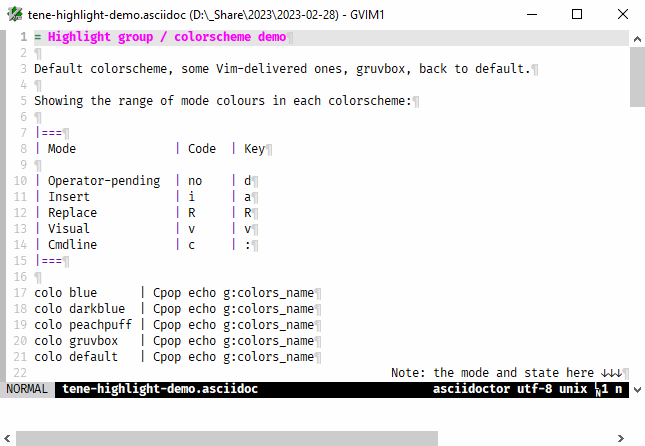 tene-highlight-demo.asciidoc (D:\_Share\2023\2023-02-28) - GVIM1
1 = Highlight group / colorscheme demo¶
2 ¶
3 Default colorscheme, some Vim-delivered ones, gruvbox, back to default.¶
4 ¶
5 Showing the range of mode colours in each colorscheme:¶
6 ¶
7 |===¶
8 | Mode | Code | Key¶
9 ¶
10 | Operator-pending | no | d¶
11 | Insert | i | a¶
12 | Replace | R | R¶
13 | Visual | v | v¶
14 | Cmdline | c | :¶
15 |===¶
16 ¶
17 colo blue | Cpop echo g:colors_name¶
18 colo darkblue | Cpop echo g:colors_name¶
19 colo peachpuff | Cpop echo g:colors_name¶
20 colo gruvbox | Cpop echo g:colors_name¶
21 colo default | Cpop echo g:colors_name¶
22 Note: the mode and state here ↓↓↓¶
NORMAL tene-highlight-demo.asciidoc asciidoctor utf-8 unix ␤1 n